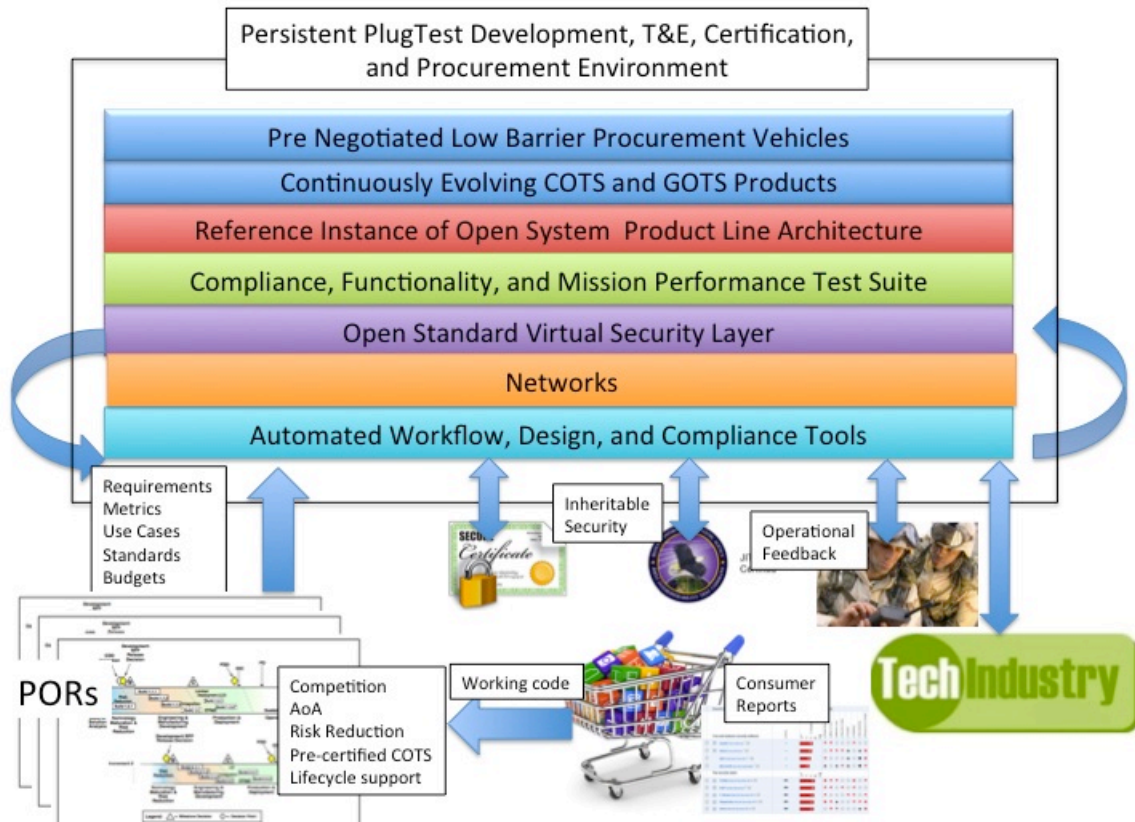 Persistent PlugTest Development, T&E, Certification,
and Procurement Environment
Pre Negotiated Low Barrier Procurement Vehicles
Continuously Evolving COTS and GOTS Products
Reference Instance of Open System  Product Line Architecture
Compliance, Functionality, and Mission Performance Test Suite
Open Standard Virtual Security Layer
Networks
Automated Workflow, Design, and Compliance Tools
Requirements
Metrics
Use Cases
Standards
Budgets
Inheritable
Security
SECURE
Certificate
Operational
Feedback
TechIndustry
PORs
Competition
AoA
Risk Reduction
Pre-certified COTS
Lifecycle support
Working code
Consumer
Reports